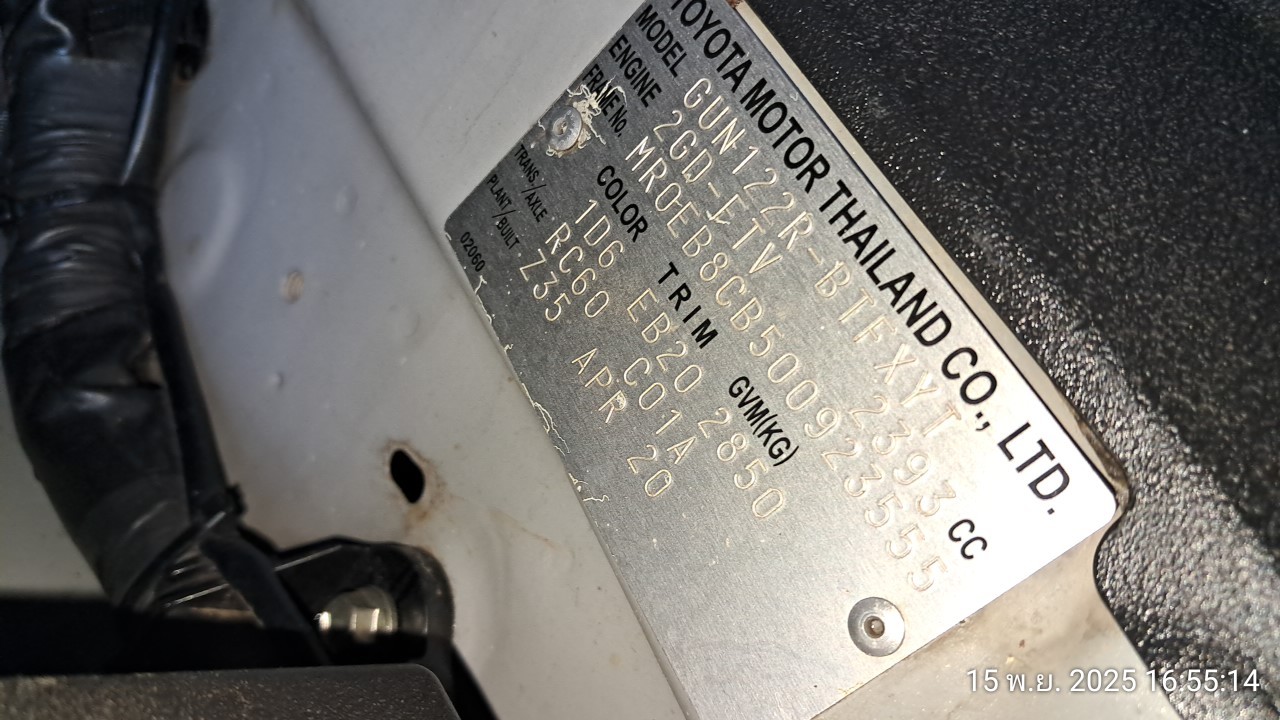 TOYOTA MOTOR THAILAND CO., LTD.
MODEL GUN122R-BTFXYT
ENGINE 2GD-FTV 2393 CC
FRAME No. MR0EB8CB500923555
COLOR TRIM GVM(KG)
1D6 EB20 2850
TRANS./AXLE RC60 C01A
PLANT/BUILT Z35 APR 20
02060
15 พ.ย. 2025 16:55:14